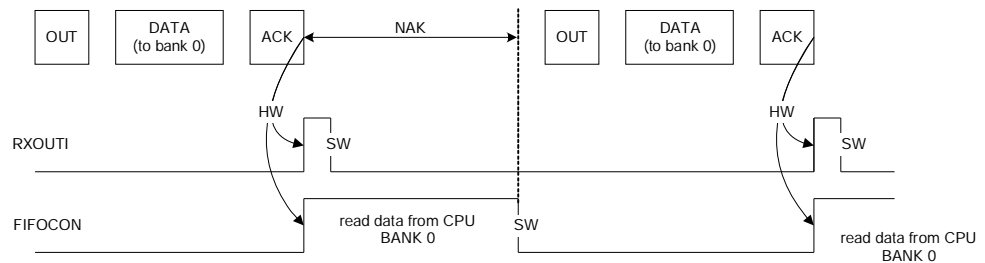 OUT
DATA
(to bank 0)
ACK
NAK
OUT
DATA
(to bank 0)
ACK
HW
HW
RXOUTI
SW
SW
FIFOCON
read data from CPU
BANK 0
SW
read data from CPU
BANK 0